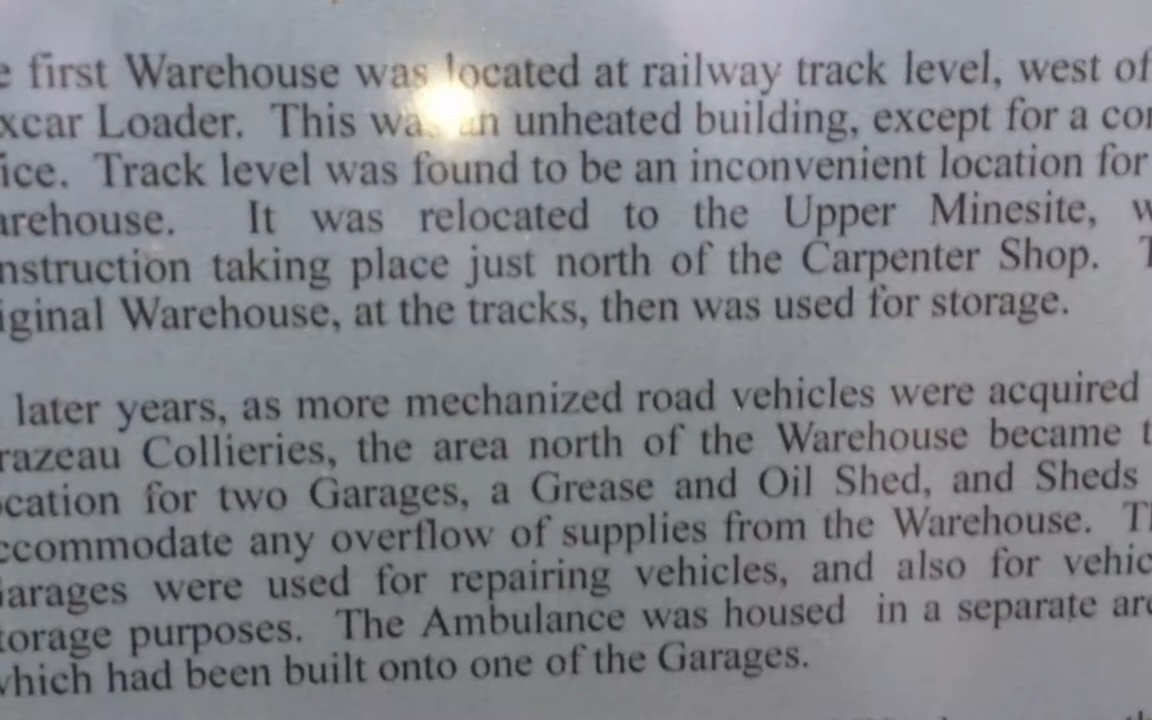 e first Warehouse was located at railway track level, west of
xcar Loader. This was an unheated building, except for a cor
ice. Track level was found to be an inconvenient location for
arehouse. It was relocated to the Upper Minesite, w
nstruction taking place just north of the Carpenter Shop. T
iginal Warehouse, at the tracks, then was used for storage.
later years, as more mechanized road vehicles were acquired
razeau Collieries, the area north of the Warehouse became t
ocation for two Garages, a Grease and Oil Shed, and Sheds
ccommodate any overflow of supplies from the Warehouse. Th
Garages were used for repairing vehicles, and also for vehic
torage purposes. The Ambulance was housed in a separate are
which had been built onto one of the Garages.